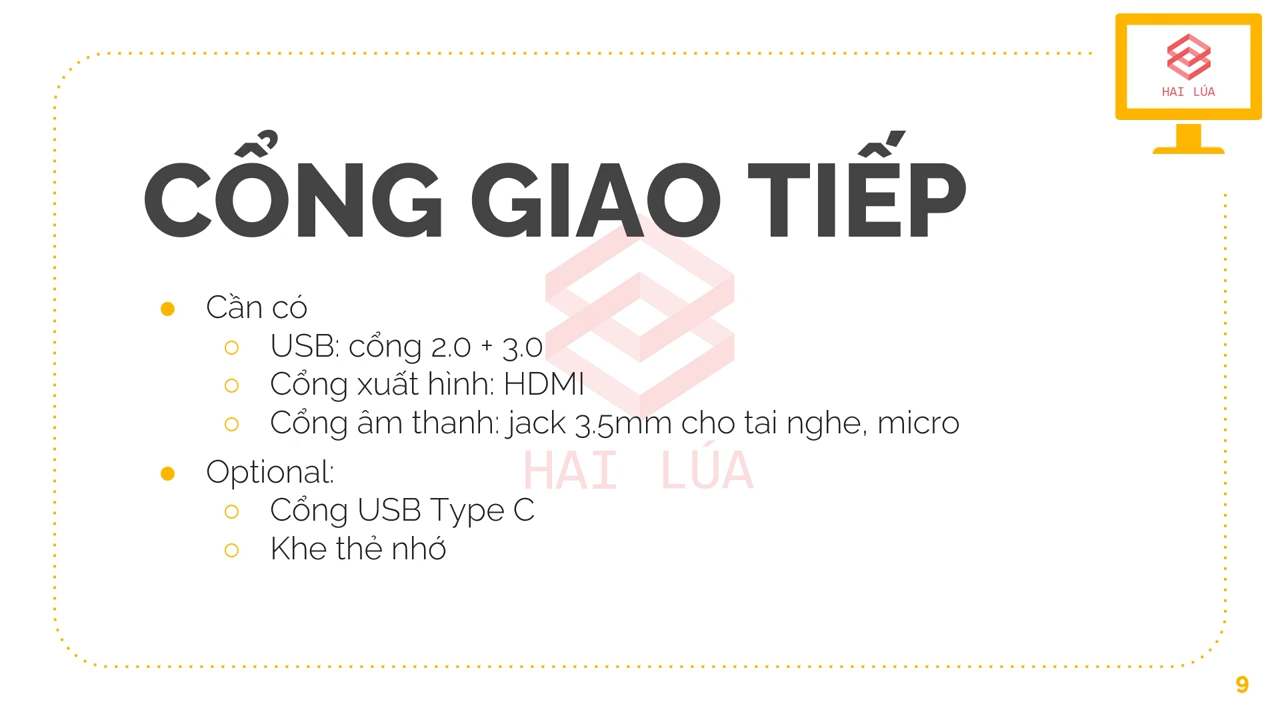 HAI LÚA
CỔNG GIAO TIẾP
● Cần có
○ USB: cổng 2.0 + 3.0
○ Cổng xuất hình: HDMI
○ Cổng âm thanh: jack 3.5mm cho tai nghe, micro
HAI LÚA
● Optional:
○ Cổng USB Type C
○ Khe thẻ nhớ
9